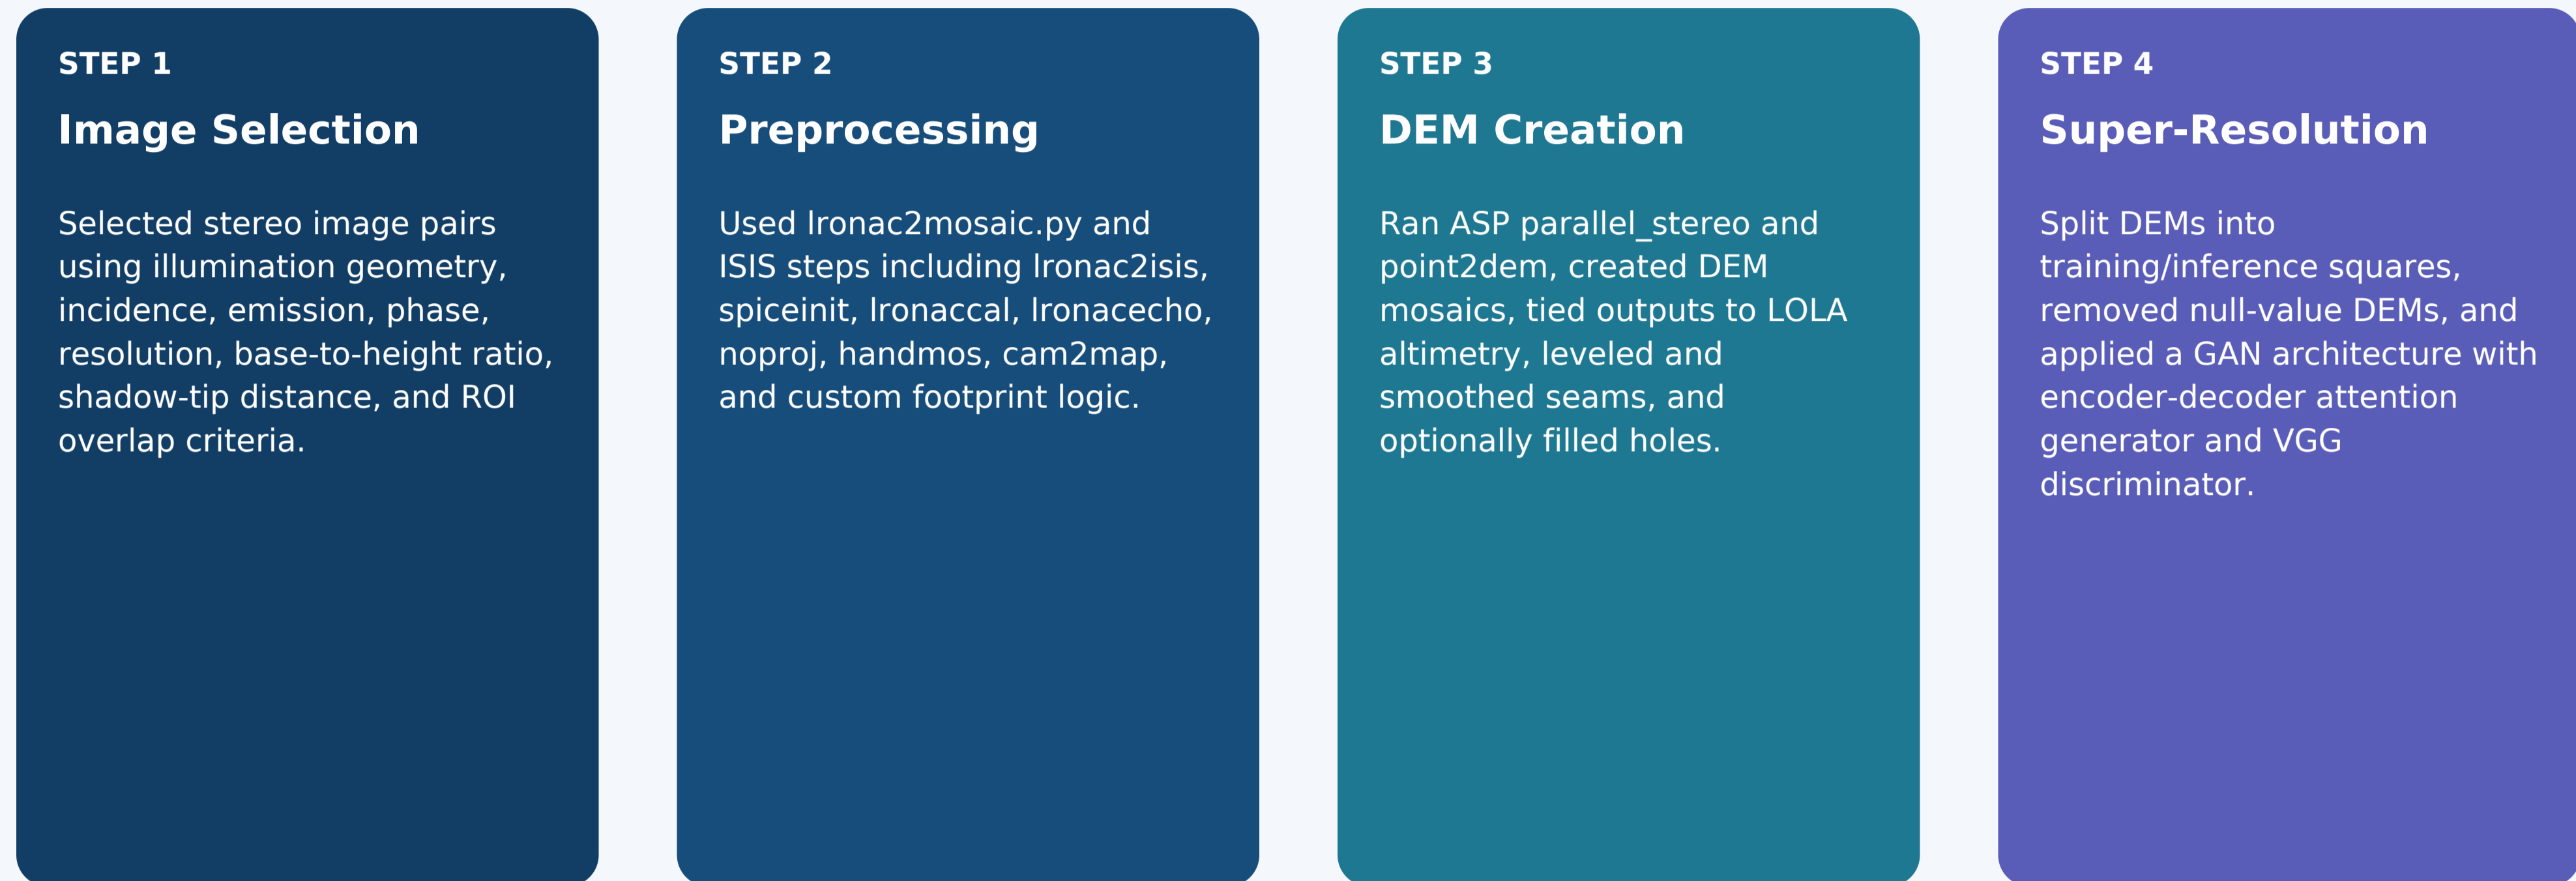 STEP 1
Image Selection
Selected stereo image pairs
using illumination geometry,
incidence, emission, phase,
resolution, base-to-height ratio,
shadow-tip distance, and ROI
overlap criteria.
STEP 2
Preprocessing
Used lronac2mosaic.py and
ISIS steps including lronac2isis,
spiceinit, lronaccal, lronacecho,
noproj, handmos, cam2map,
and custom footprint logic.
STEP 3
DEM Creation
Ran ASP parallel_stereo and
point2dem, created DEM
mosaics, tied outputs to LOLA
altimetry, leveled and
smoothed seams, and
optionally filled holes.
STEP 4
Super-Resolution
Split DEMs into
training/inference squares,
removed null-value DEMs, and
applied a GAN architecture with
encoder-decoder attention
generator and VGG
discriminator.